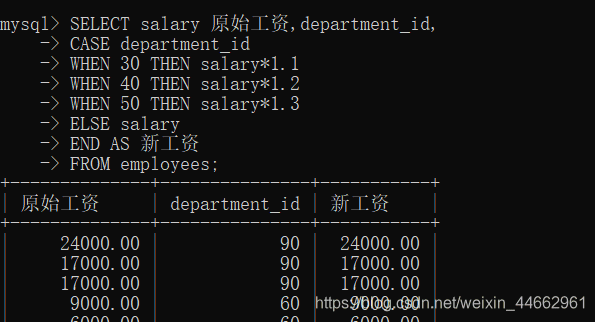 mysql> SELECT salary 原始工资,department_id,
-> CASE department_id
-> WHEN 30 THEN salary*1.1
-> WHEN 40 THEN salary*1.2
-> WHEN 50 THEN salary*1.3
-> ELSE salary
-> END AS 新工资
-> FROM employees;
+--------------+---------------+-----------+
| 原始工资 | department_id | 新工资 |
+--------------+---------------+-----------+
| 24000.00 | 90 | 24000.00 |
| 17000.00 | 90 | 17000.00 |
| 17000.00 | 90 | 17000.00 |
| 9000.00 | 60 | 9000.00 |
https://blog.csdn.net/weixin_44662961